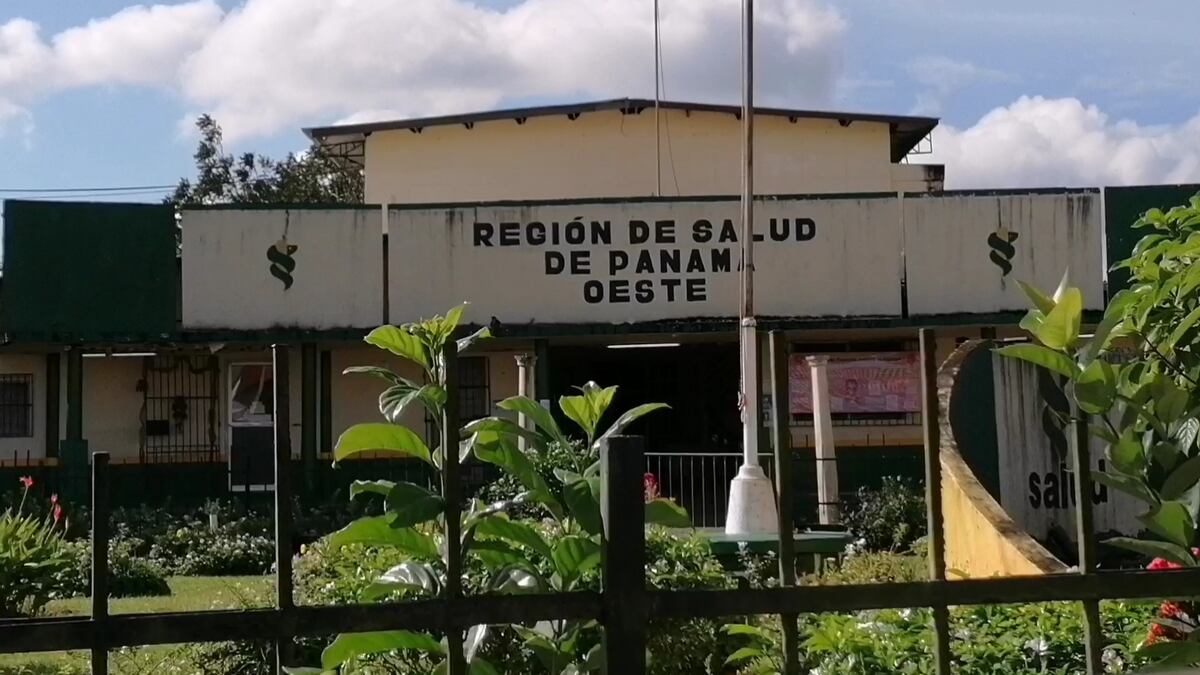 REGIÓN DE SALUD
DE PANAMA
OESTE
salud